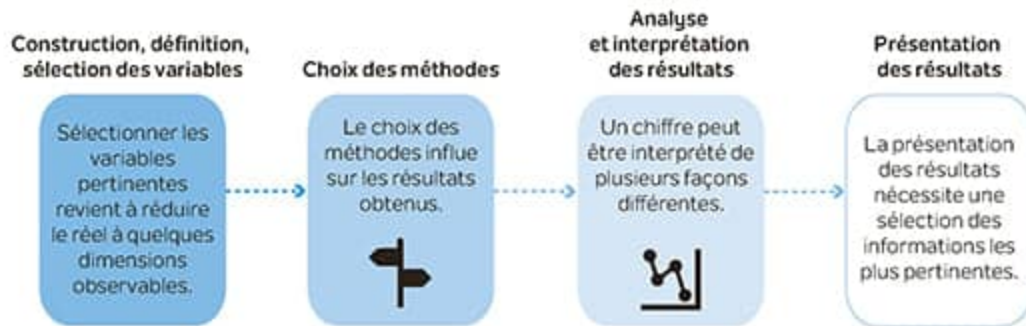 Construction, définition,
sélection des variables
Sélectionner les
variables
pertinentes
revient à réduire
le réel à quelques
dimensions
observables.
Choix des méthodes
Le choix des
méthodes influe
sur les résultats
obtenus.
Analyse
et interprétation
des résultats
Un chiffre peut
être interprété de
plusieurs façons
différentes.
Présentation
des résultats
La présentation
des résultats
nécessite une
sélection des
informations les
plus pertinentes.